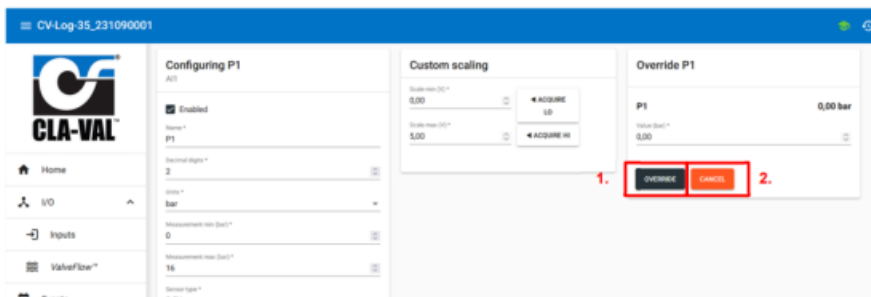 CV-Log-35_231090001
CLA-VAL
Home
I/O
Inputs
ValveFlow™
Configuring P1
AI1
Enabled
Name *
P1
Decimal digits *
2
Units *
bar
Measurement min (bar) *
0
Measurement max (bar) *
16
Sensor type *
Custom scaling
Scale min (V) *
0,00
ACQUIRE
LO
Scale max (V) *
5,00
ACQUIRE HI
Override P1
P1 0,00 bar
Value (bar) *
0,00
1. OVERRIDE CANCEL 2.